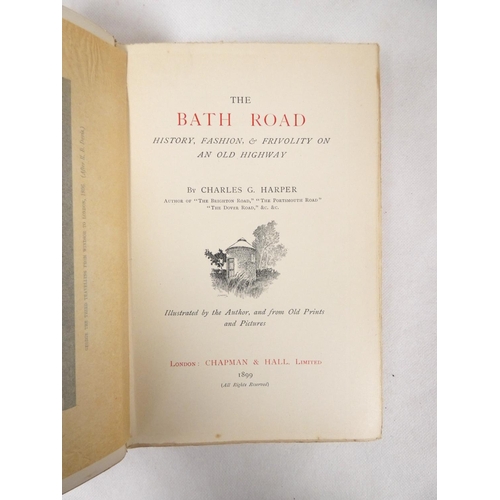 THE
BATH ROAD
HISTORY, FASHION, & FRIVOLITY ON
AN OLD HIGHWAY
BY CHARLES G. HARPER
AUTHOR OF "THE BRIGHTON ROAD," "THE PORTSMOUTH ROAD"
"THE DOVER ROAD," &C. &C.
Illustrated by the Author, and from Old Prints
and Pictures
LONDON: CHAPMAN & HALL, LIMITED
1899
(All Rights Reserved)